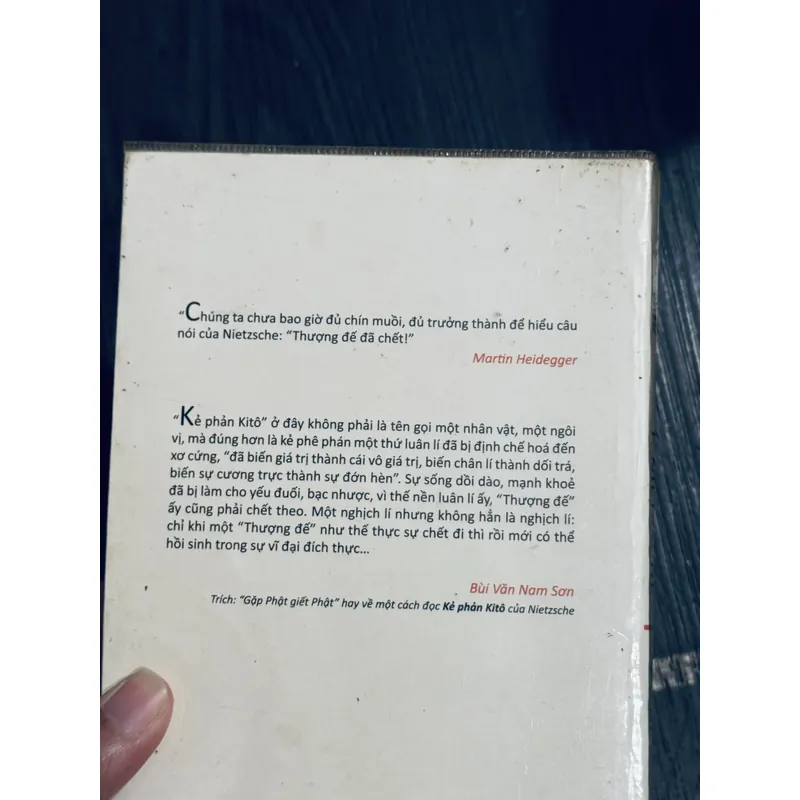 “Chúng ta chưa bao giờ đủ chín muồi, đủ trưởng thành để hiểu câu
nói của Nietzsche: “Thượng đế đã chết!”
Martin Heidegger
“Kẻ phản Kitô” ở đây không phải là tên gọi một nhân vật, một ngôi
vị, mà đúng hơn là kẻ phê phán một thứ luân lí đã bị định chế hoá đến
xơ cứng, “đã biến giá trị thành cái vô giá trị, biến chân lí thành dối trá,
biến sự cương trực thành sự đớn hèn”. Sự sống dồi dào, mạnh khoẻ
đã bị làm cho yếu đuối, bạc nhược, vì thế nền luân lí ấy, “Thượng đế”
ấy cũng phải chết theo. Một nghịch lí nhưng không hẳn là nghịch lí:
chỉ khi một “Thượng đế” như thế thực sự chết đi thì rồi mới có thể
hồi sinh trong sự vĩ đại đích thực...
Bùi Văn Nam Sơn
Trích: “Gặp Phật giết Phật” hay về một cách đọc Kẻ phản Kitô của Nietzsche